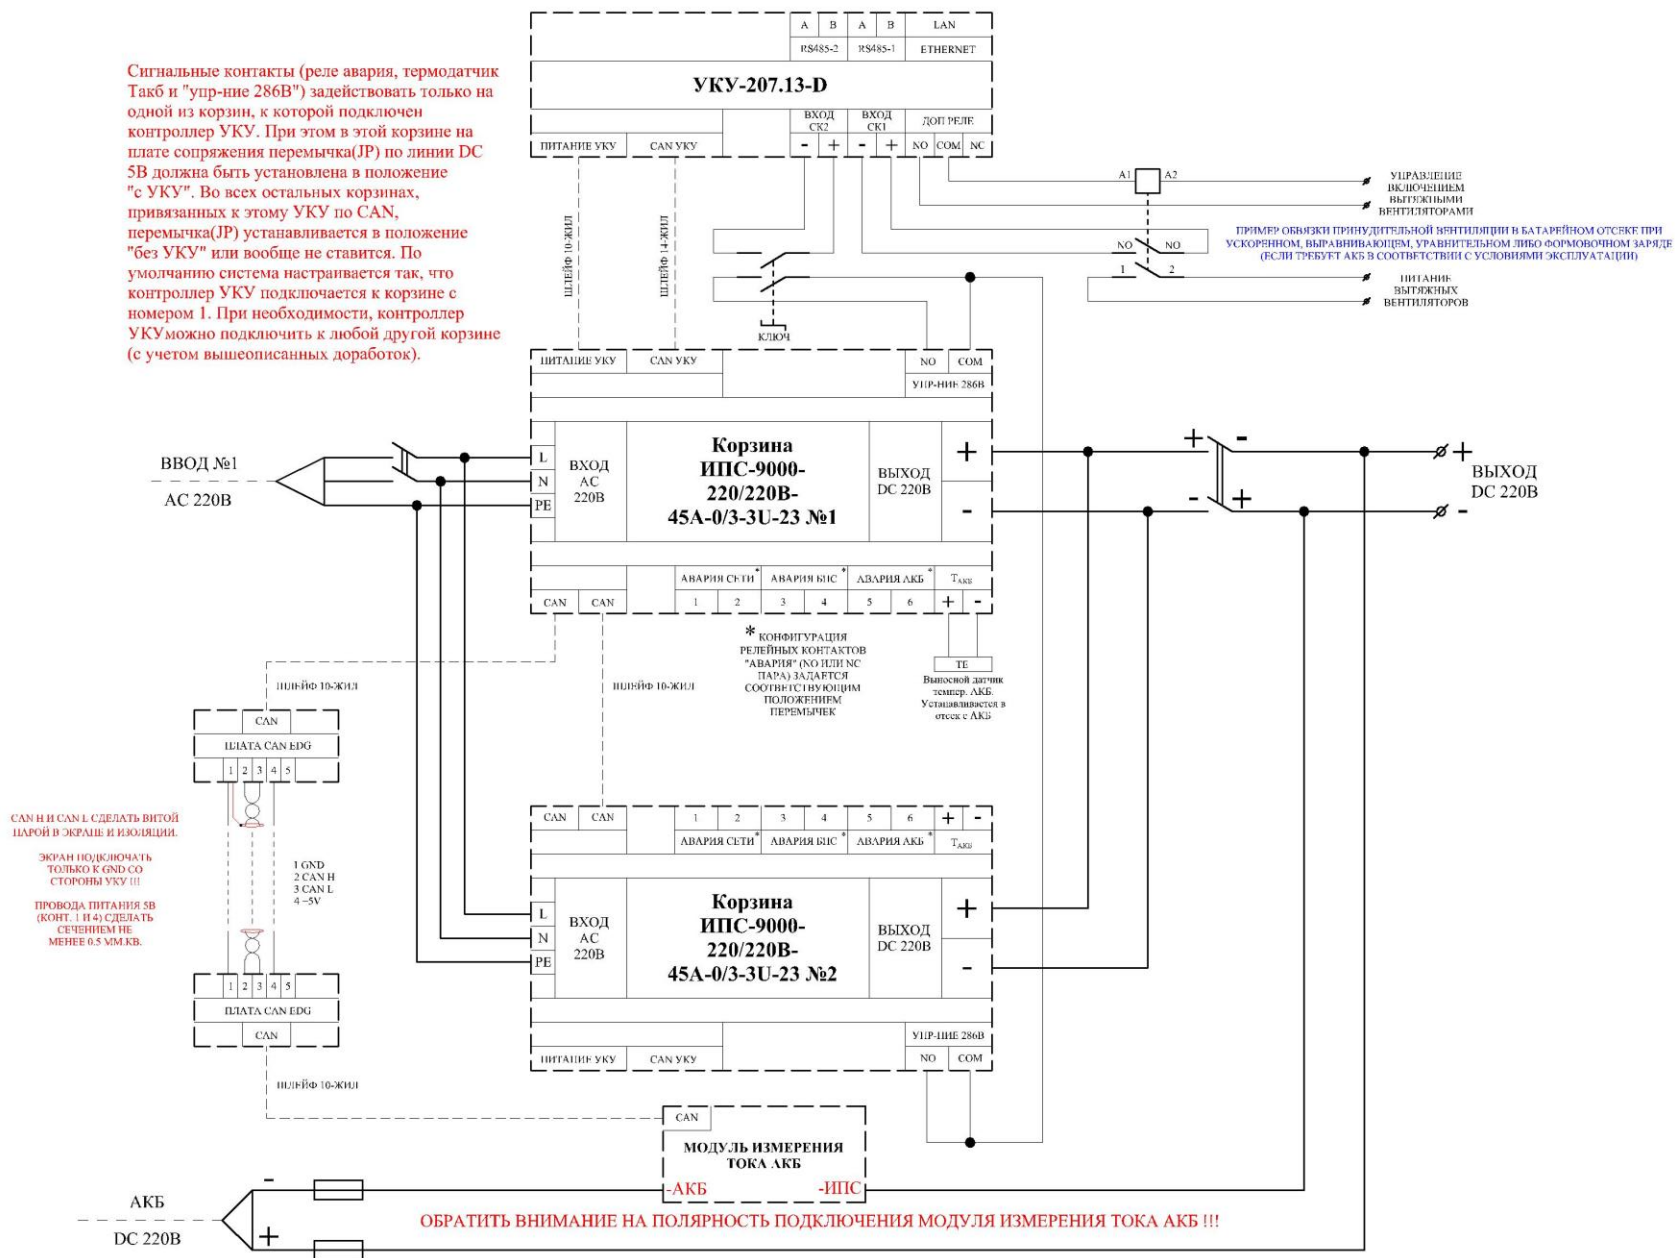 A B A B LAN
RS485-2 RS485-1 ETHERNET
УКУ-207.13-D
ВХОД СК2 ВХОД СК1 ДОП РЕЛЕ
ПИТАНИЕ УКУ CAN УКУ - + - + NO COM NC
Сигнальные контакты (реле авария, термодатчик
Такб и "упр-ние 286В") задействовать только на
одной из корзин, к которой подключен
контроллер УКУ. При этом в этой корзине на
плате сопряжения перемычка(JP) по линии DC
5В должна быть установлена в положение
"с УКУ". Во всех остальных корзинах,
привязанных к этому УКУ по CAN,
перемычка(JP) устанавливается в положение
"без УКУ" или вообще не ставится. По
умолчанию система настраивается так, что
контроллер УКУ подключается к корзине с
номером 1. При необходимости, контроллер
УКУможно подключить к любой другой корзине
(с учетом вышеописанных доработок).
ШЛЕЙФ 10-ЖИЛ
ШЛЕЙФ 14-ЖИЛ
КЛЮЧ
A1 A2
NO NO
1 2
УПРАВЛЕНИЕ
ВКЛЮЧЕНИЕМ
ВЫТЯЖНЫМИ
ВЕНТИЛЯТОРАМИ
ПРИМЕР ОБВЯЗКИ ПРИНУДИТЕЛЬНОЙ ВЕНТИЛЯЦИИ В БАТАРЕЙНОМ ОТСЕКЕ ПРИ
УСКОРЕННОМ, ВЫРАВНИВАЮЩЕМ, УРАВНИТЕЛЬНОМ ЛИБО ФОРМОВОЧНОМ ЗАРЯДЕ
(ЕСЛИ ТРЕБУЕТ АКБ В СООТВЕТСТВИИ С УСЛОВИЯМИ ЭКСПЛУАТАЦИИ)
ПИТАНИЕ
ВЫТЯЖНЫХ
ВЕНТИЛЯТОРОВ
ПИТАНИЕ УКУ CAN УКУ NO COM
УПР-НИЕ 286В
ВВОД №1
AC 220В
L
N
PE
ВХОД
AC
220В
Корзина
ИПС-9000-
220/220В-
45А-0/3-3U-23 №1
ВЫХОД
DC 220В
+
-
+ -
- +
+
ВЫХОД
DC 220В
-
АВАРИЯ СЕТИ* АВАРИЯ БПС* АВАРИЯ АКБ* ТАКБ
CAN CAN 1 2 3 4 5 6 + -
* КОНФИГУРАЦИЯ
РЕЛЕЙНЫХ КОНТАКТОВ
"АВАРИЯ" (NO ИЛИ NC
ПАРА) ЗАДАЕТСЯ
СООТВЕТСТВУЮЩИМ
ПОЛОЖЕНИЕМ
ПЕРЕМЫЧЕК
TE
Выносной датчик
темпер. АКБ.
Устанавливается в
отсек с АКБ
ШЛЕЙФ 10-ЖИЛ
ШЛЕЙФ 10-ЖИЛ
CAN
ПЛАТА CAN EDG
1 2 3 4 5
CAN H И CAN L СДЕЛАТЬ ВИТОЙ
ПАРОЙ В ЭКРАНЕ И ИЗОЛЯЦИИ.
ЭКРАН ПОДКЛЮЧАТЬ
ТОЛЬКО К GND СО
СТОРОНЫ УКУ !!!
ПРОВОДА ПИТАНИЯ 5В
(КОНТ. 1 И 4) СДЕЛАТЬ
СЕЧЕНИЕМ НЕ
МЕНЕЕ 0.5 ММ.КВ.
1 GND
2 CAN H
3 CAN L
4 +5V
1 2 3 4 5
ПЛАТА CAN EDG
CAN
ШЛЕЙФ 10-ЖИЛ
CAN CAN 1 2 3 4 5 6 + -
АВАРИЯ СЕТИ* АВАРИЯ БПС* АВАРИЯ АКБ* ТАКБ
L
N
PE
ВХОД
AC
220В
Корзина
ИПС-9000-
220/220В-
45А-0/3-3U-23 №2
ВЫХОД
DC 220В
+
-
УПР-НИЕ 286В
ПИТАНИЕ УКУ CAN УКУ NO COM
CAN
МОДУЛЬ ИЗМЕРЕНИЯ
ТОКА АКБ
-АКБ -ИПС
АКБ
DC 220В
-
+
ОБРАТИТЬ ВНИМАНИЕ НА ПОЛЯРНОСТЬ ПОДКЛЮЧЕНИЯ МОДУЛЯ ИЗМЕРЕНИЯ ТОКА АКБ !!!